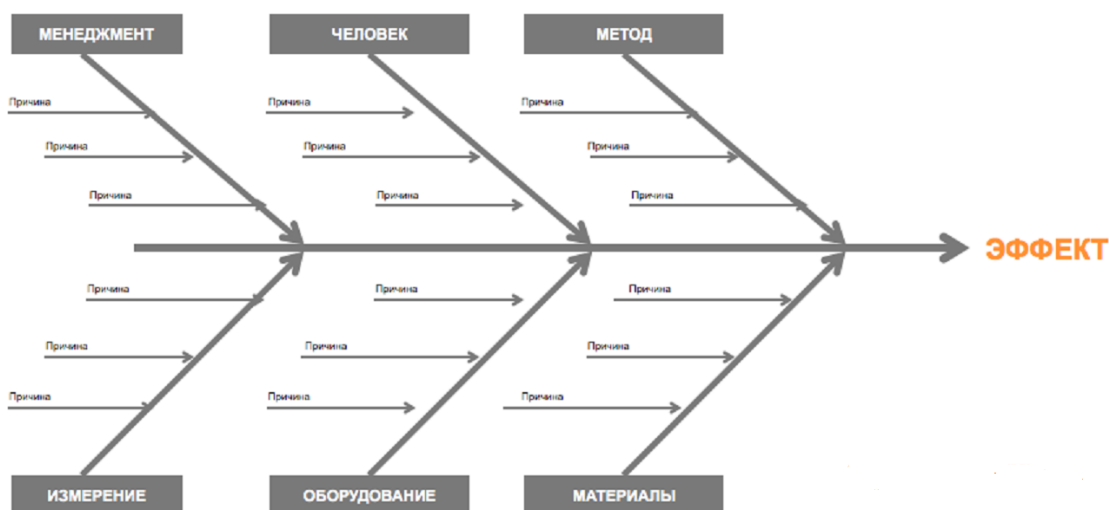 МЕНЕДЖМЕНТ
ЧЕЛОВЕК
МЕТОД
Причина
Причина
Причина
Причина
Причина
Причина
Причина
Причина
Причина
ЭФФЕКТ
Причина
Причина
Причина
Причина
Причина
Причина
Причина
Причина
Причина
ИЗМЕРЕНИЕ
ОБОРУДОВАНИЕ
МАТЕРИАЛЫ